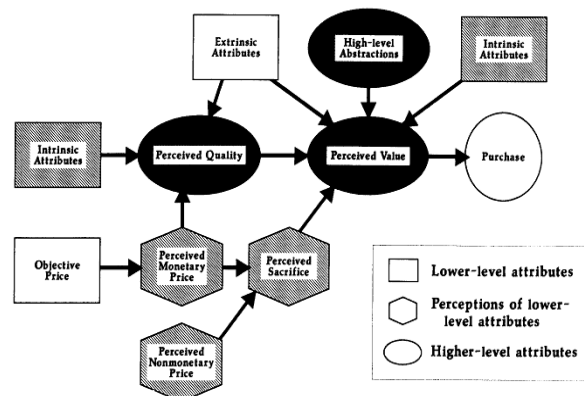 Extrinsic
Attributes
High-level
Abstractions
Intrinsic
Attributes
Intrinsic
Attributes
Perceived Quality
Perceived Value
Purchase
Objective
Price
Perceived
Monetary
Price
Perceived
Sacrifice
Perceived
Nonmonetary
Price
Lower-level attributes
Perceptions of lower-
level attributes
Higher-level attributes